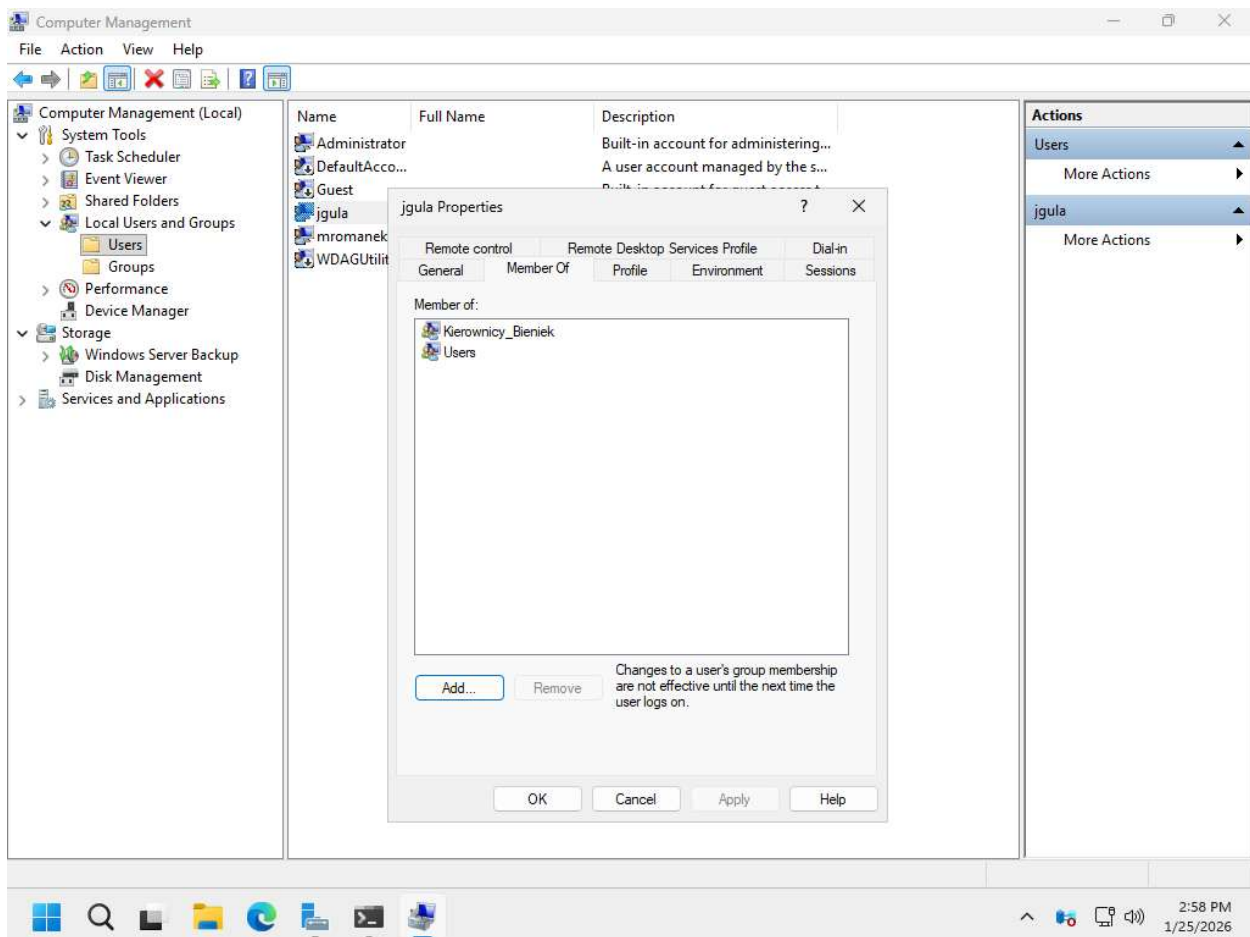 Computer Management
File Action View Help
Computer Management (Local)
System Tools
Task Scheduler
Event Viewer
Shared Folders
Local Users and Groups
Users
Groups
Performance
Device Manager
Storage
Windows Server Backup
Disk Management
Services and Applications
Name Full Name Description
Administrator Built-in account for administering...
DefaultAcco... A user account managed by the s...
Guest
jgula
mromanek
WDAGUtilit
jgula Properties
Remote control Remote Desktop Services Profile Dial-in
General Member Of Profile Environment Sessions
Member of:
Kierownicy_Bieniek
Users
Add... Remove
Changes to a user's group membership
are not effective until the next time the
user logs on.
OK Cancel Apply Help
Actions
Users
More Actions
jgula
More Actions
2:58 PM
1/25/2026